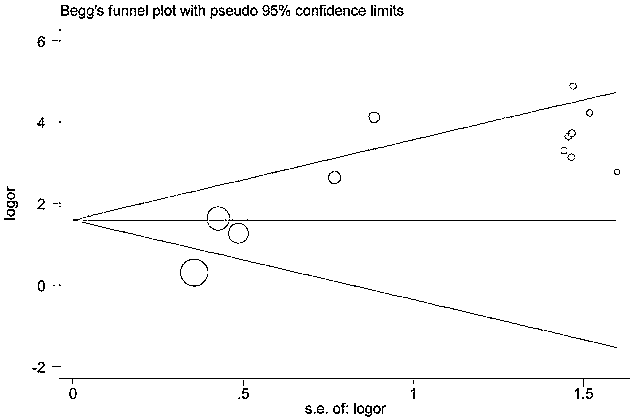 Begg's funnel plot with pseudo 95% confidence limits
6
4
2
0
-2
logor
0 .5 1 1.5
s.e. of: logor